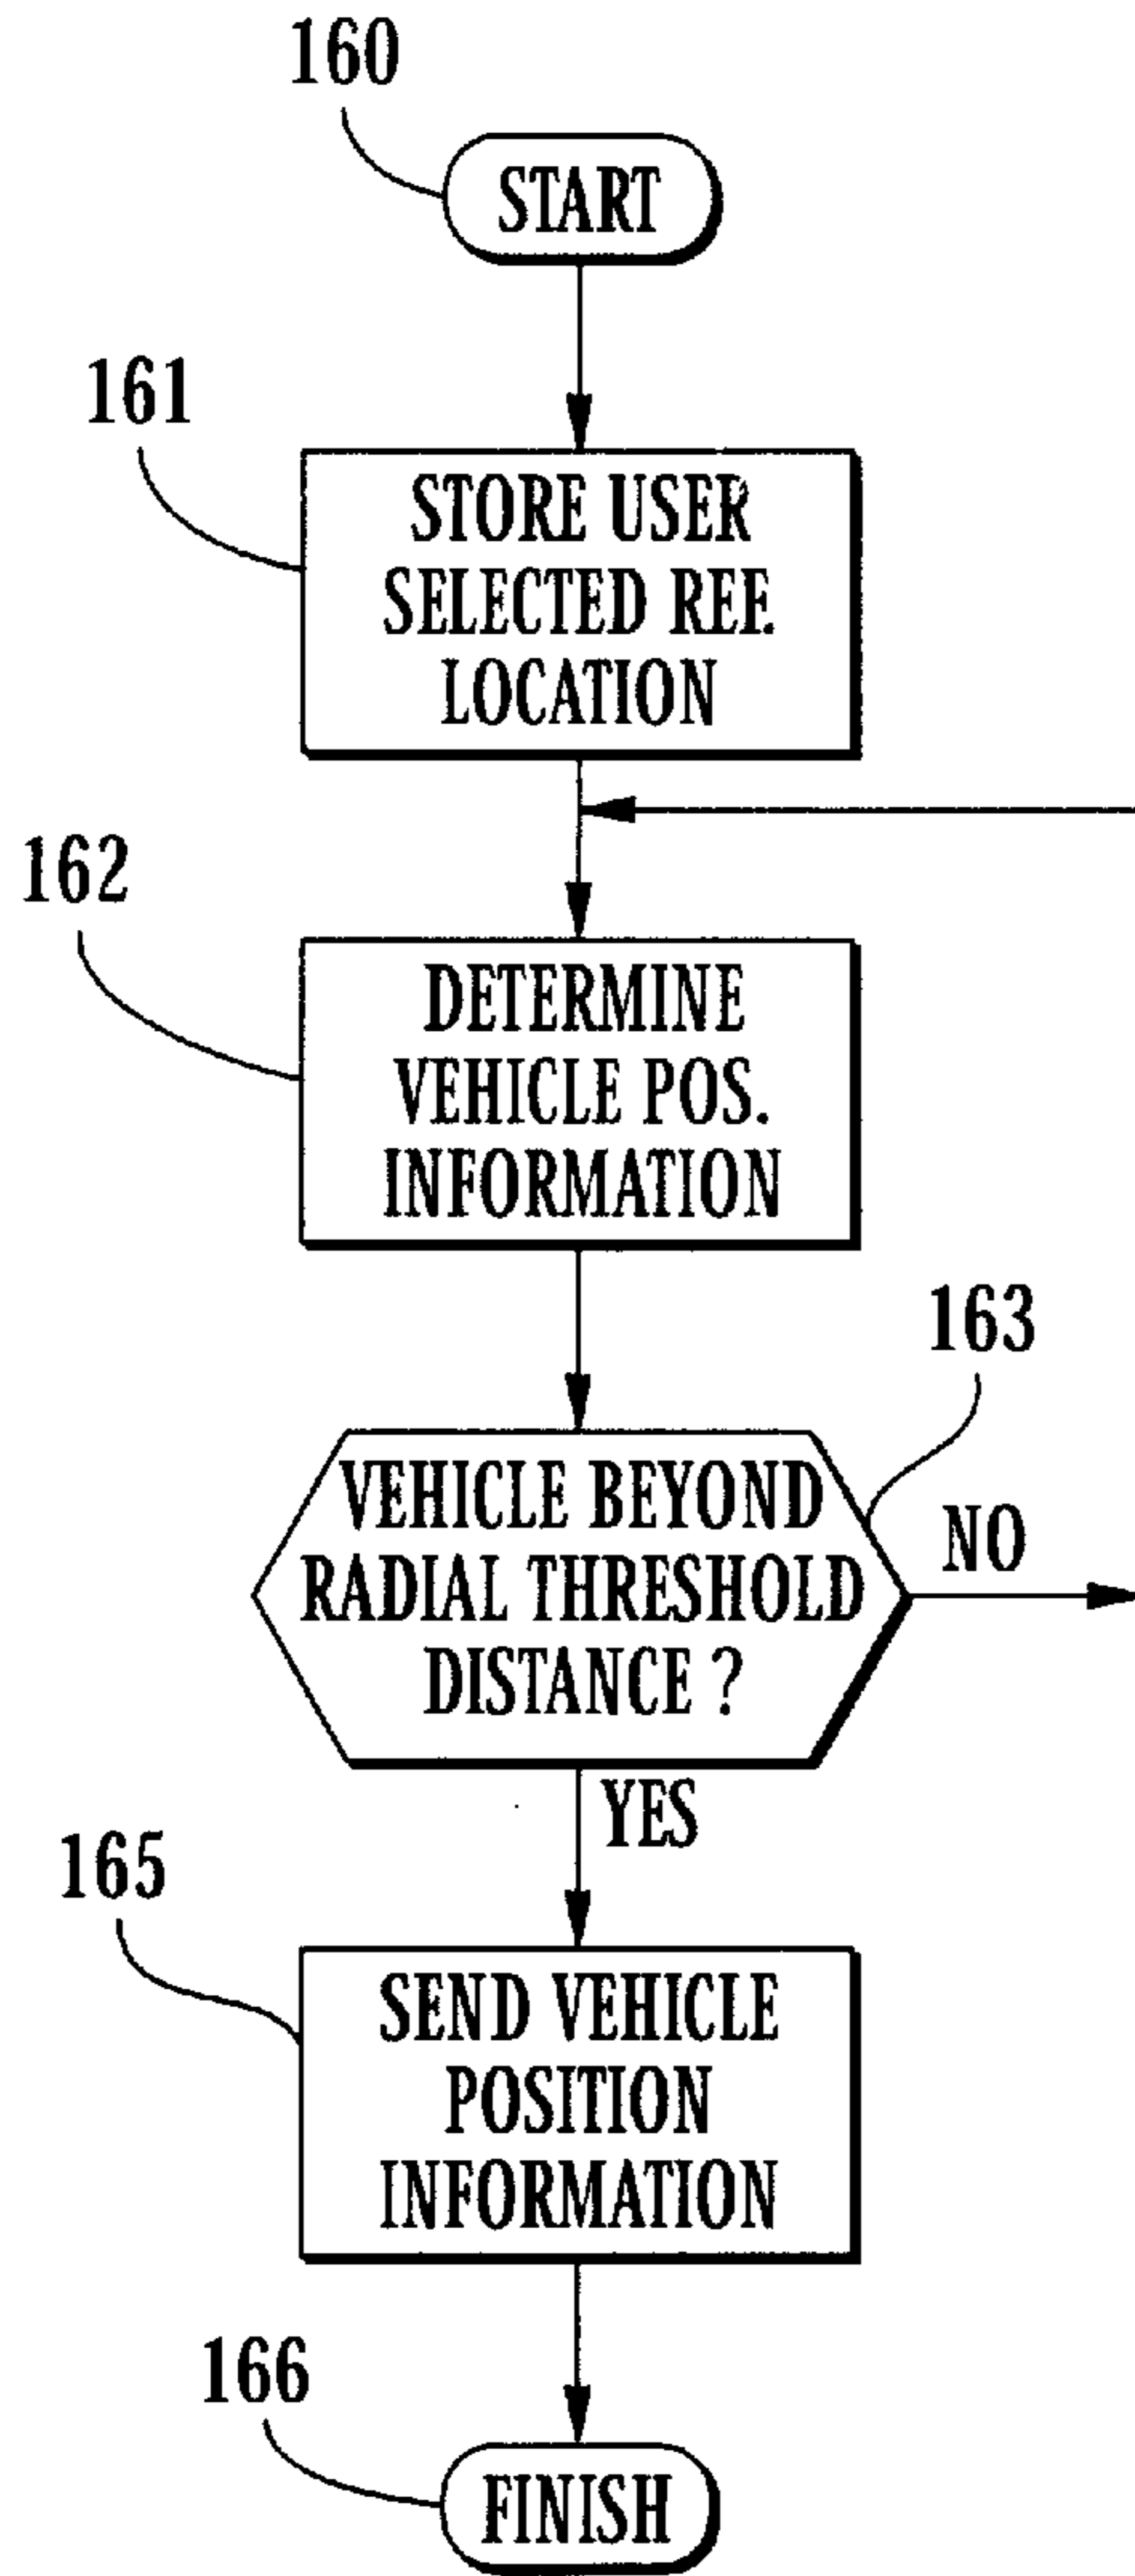 160
START
161
STORE USER
SELECTED REF.
LOCATION
162
DETERMINE
VEHICLE POS.
INFORMATION
163
VEHICLE BEYOND
RADIAL THRESHOLD
DISTANCE ?
NO
YES
165
SEND VEHICLE
POSITION
INFORMATION
166
FINISH